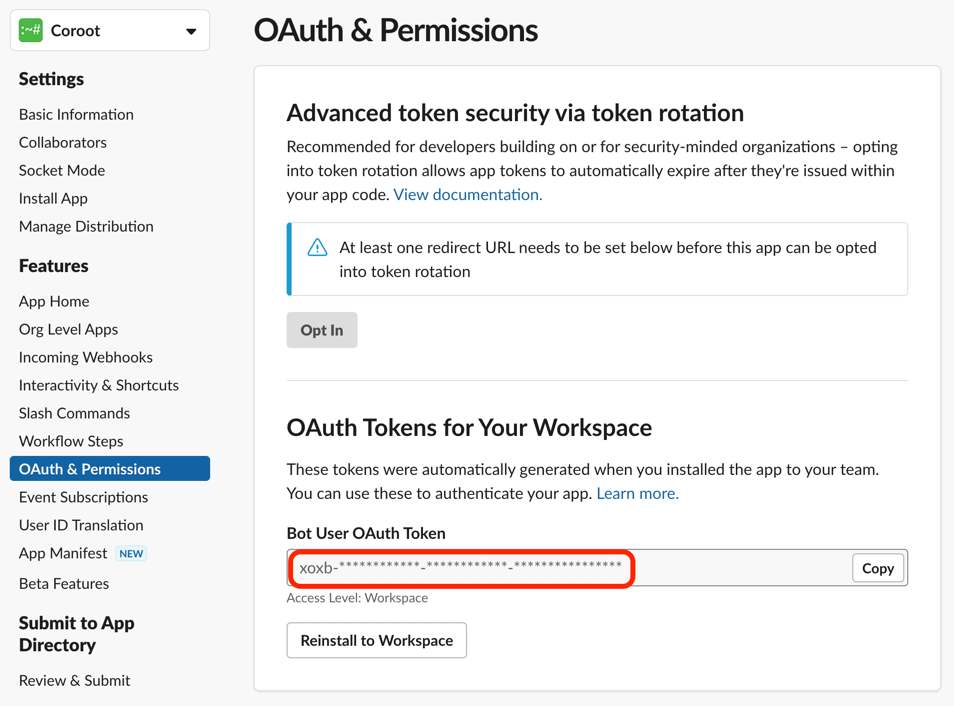 :~# Coroot
Settings
Basic Information
Collaborators
Socket Mode
Install App
Manage Distribution
Features
App Home
Org Level Apps
Incoming Webhooks
Interactivity & Shortcuts
Slash Commands
Workflow Steps
OAuth & Permissions
Event Subscriptions
User ID Translation
App Manifest NEW
Beta Features
Submit to App
Directory
Review & Submit
OAuth & Permissions
Advanced token security via token rotation
Recommended for developers building on or for security-minded organizations – opting
into token rotation allows app tokens to automatically expire after they're issued within
your app code. View documentation.
At least one redirect URL needs to be set below before this app can be opted
into token rotation
Opt In
OAuth Tokens for Your Workspace
These tokens were automatically generated when you installed the app to your team.
You can use these to authenticate your app. Learn more.
Bot User OAuth Token
xoxb-************-************-****************
Copy
Access Level: Workspace
Reinstall to Workspace